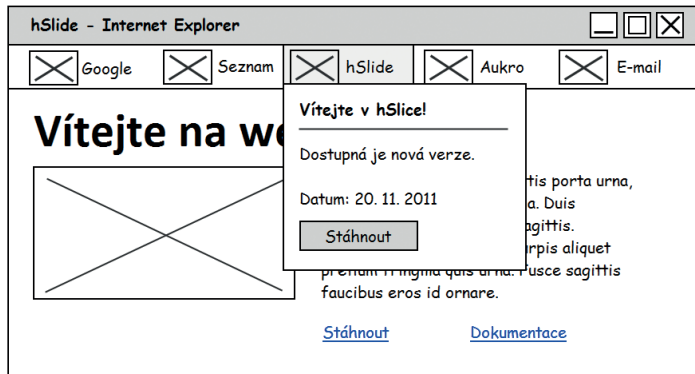 hSlide - Internet Explorer
Google Seznam hSlide Aukro E-mail
Vítejte na we
Vítejte v hSlice!
Dostupná je nová verze.
Datum: 20. 11. 2011
Stáhnout
tis porta urna,
a. Duis
agittis.
rpis aliquet
pretium fringilla quis urna. Fusce sagittis
faucibus eros id ornare.
Stáhnout Dokumentace